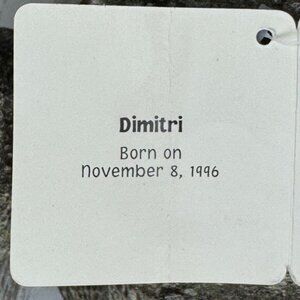 Dimitri
Born on
November 8, 1996